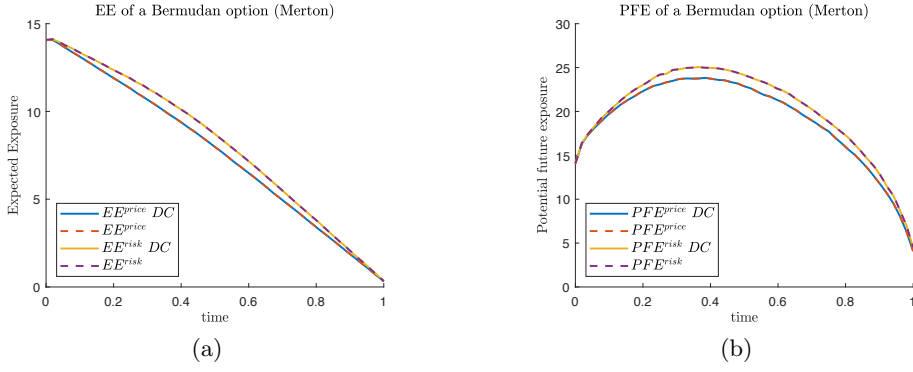 EE of a Bermudan option (Merton)
15
10
5
0
Expected Exposure
EE^price DC
EE^price
EE^risk DC
EE^risk
0 0.2 0.4 0.6 0.8 1
time
(a)
PFE of a Bermudan option (Merton)
30
25
20
15
10
5
0
Potential future exposure
PFE^price DC
PFE^price
PFE^risk DC
PFE^risk
0 0.2 0.4 0.6 0.8 1
time
(b)